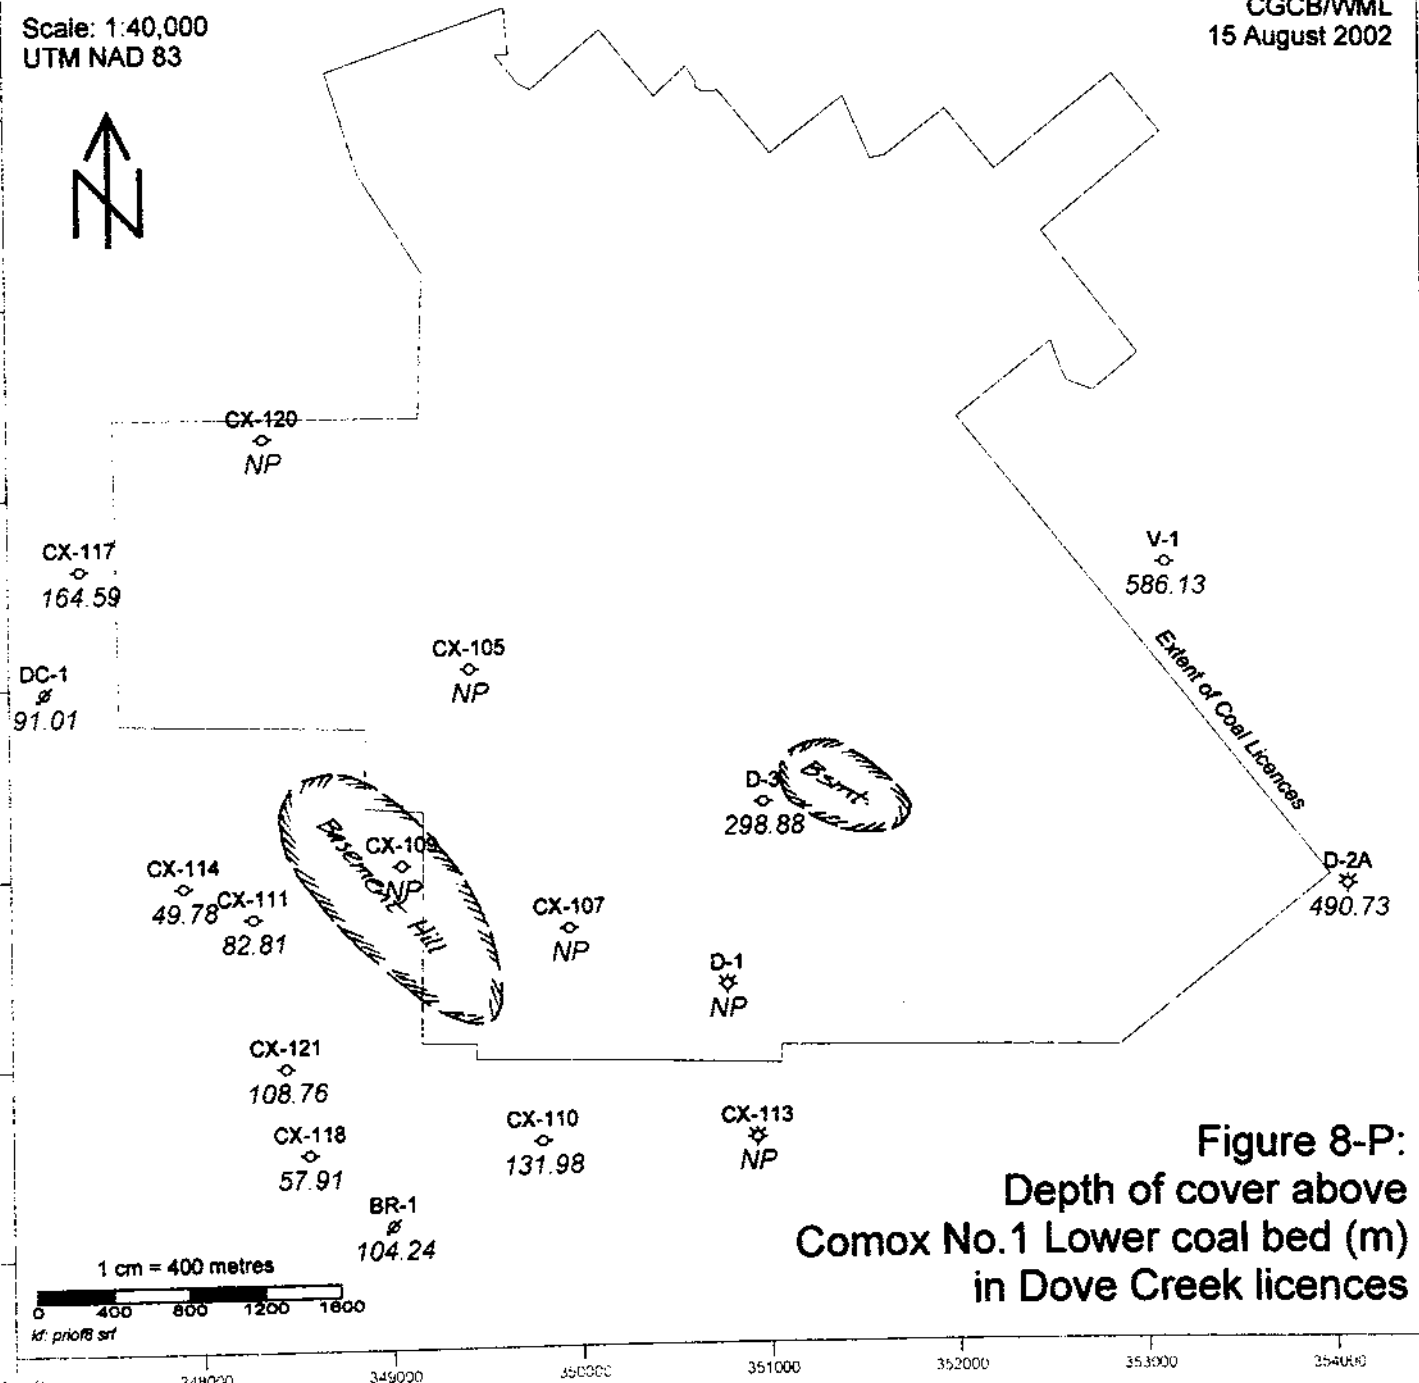 Scale: 1:40,000
UTM NAD 83
CGCB/WML
15 August 2002
N
CX-120
NP
CX-117
164.59
V-1
586.13
CX-105
NP
DC-1
91.01
Extent of Coal Licences
D-3
298.88
Bsmt
Basement Hill
CX-109
NP
CX-114
49.78
CX-111
82.81
CX-107
NP
D-2A
490.73
D-1
NP
CX-121
108.76
CX-118
57.91
CX-110
131.98
CX-113
NP
BR-1
104.24
Figure 8-P:
Depth of cover above
Comox No.1 Lower coal bed (m)
in Dove Creek licences
1 cm = 400 metres
0 400 800 1200 1600
348000 349000 350000 351000 352000 353000 354000